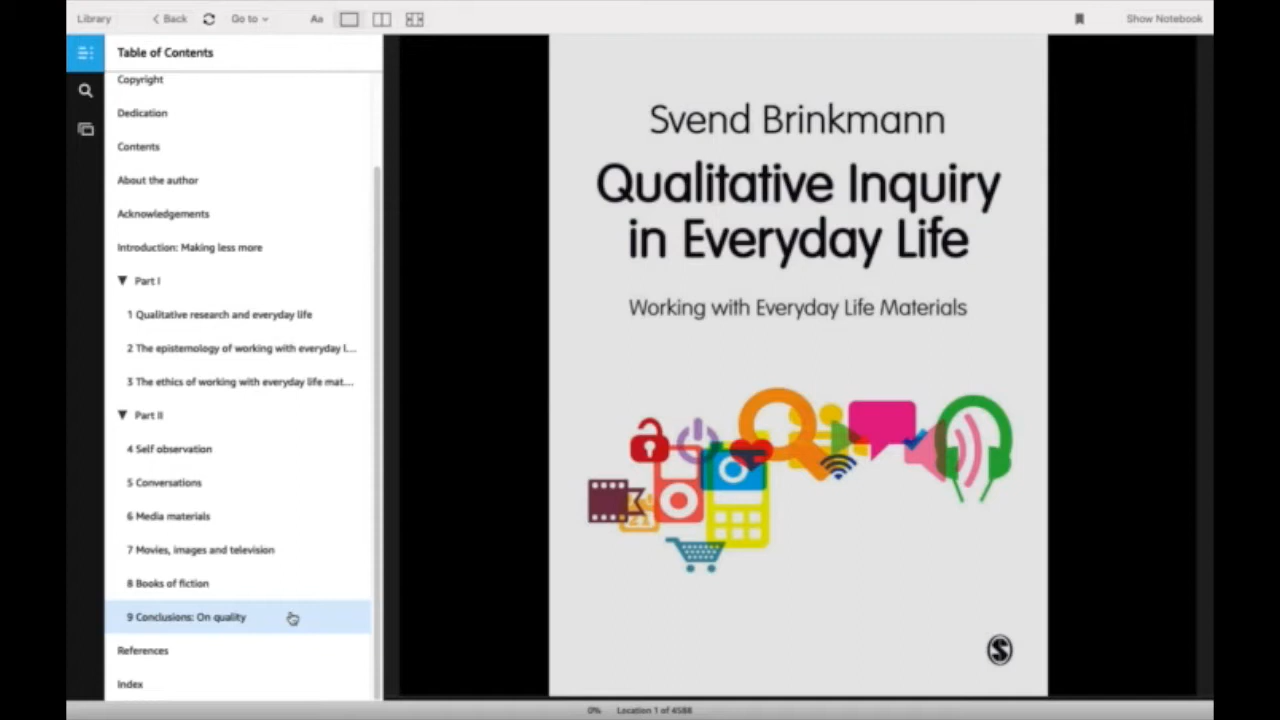 Library
Back
Go to
Aa
Show Notebook
Table of Contents
Copyright
Dedication
Contents
About the author
Acknowledgements
Introduction: Making less more
Part I
1 Qualitative research and everyday life
2 The epistemology of working with everyday l...
3 The ethics of working with everyday life mat...
Part II
4 Self observation
5 Conversations
6 Media materials
7 Movies, images and television
8 Books of fiction
9 Conclusions: On quality
References
Index
Svend Brinkmann
Qualitative Inquiry
in Everyday Life
Working with Everyday Life Materials
S
0% Location 1 of 4588